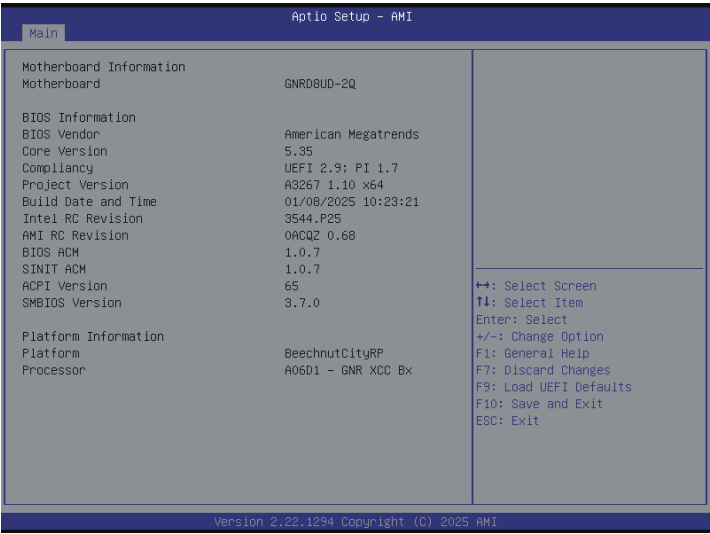 Aptio Setup – AMI
Main
Motherboard Information
Motherboard GNRD8UD-2Q
BIOS Information
BIOS Vendor American Megatrends
Core Version 5.35
Compliancy UEFI 2.9; PI 1.7
Project Version A3267 1.10 x64
Build Date and Time 01/08/2025 10:23:21
Intel RC Revision 3544.P25
AMI RC Revision 0ACQZ 0.68
BIOS ACM 1.0.7
SINIT ACM 1.0.7
ACPI Version 65
SMBIOS Version 3.7.0
Platform Information
Platform BeechnutCityRP
Processor A06D1 - GNR XCC Bx
↔: Select Screen
↑↓: Select Item
Enter: Select
+/-: Change Option
F1: General Help
F7: Discard Changes
F9: Load UEFI Defaults
F10: Save and Exit
ESC: Exit
Version 2.22.1294 Copyright (C) 2025 AMI